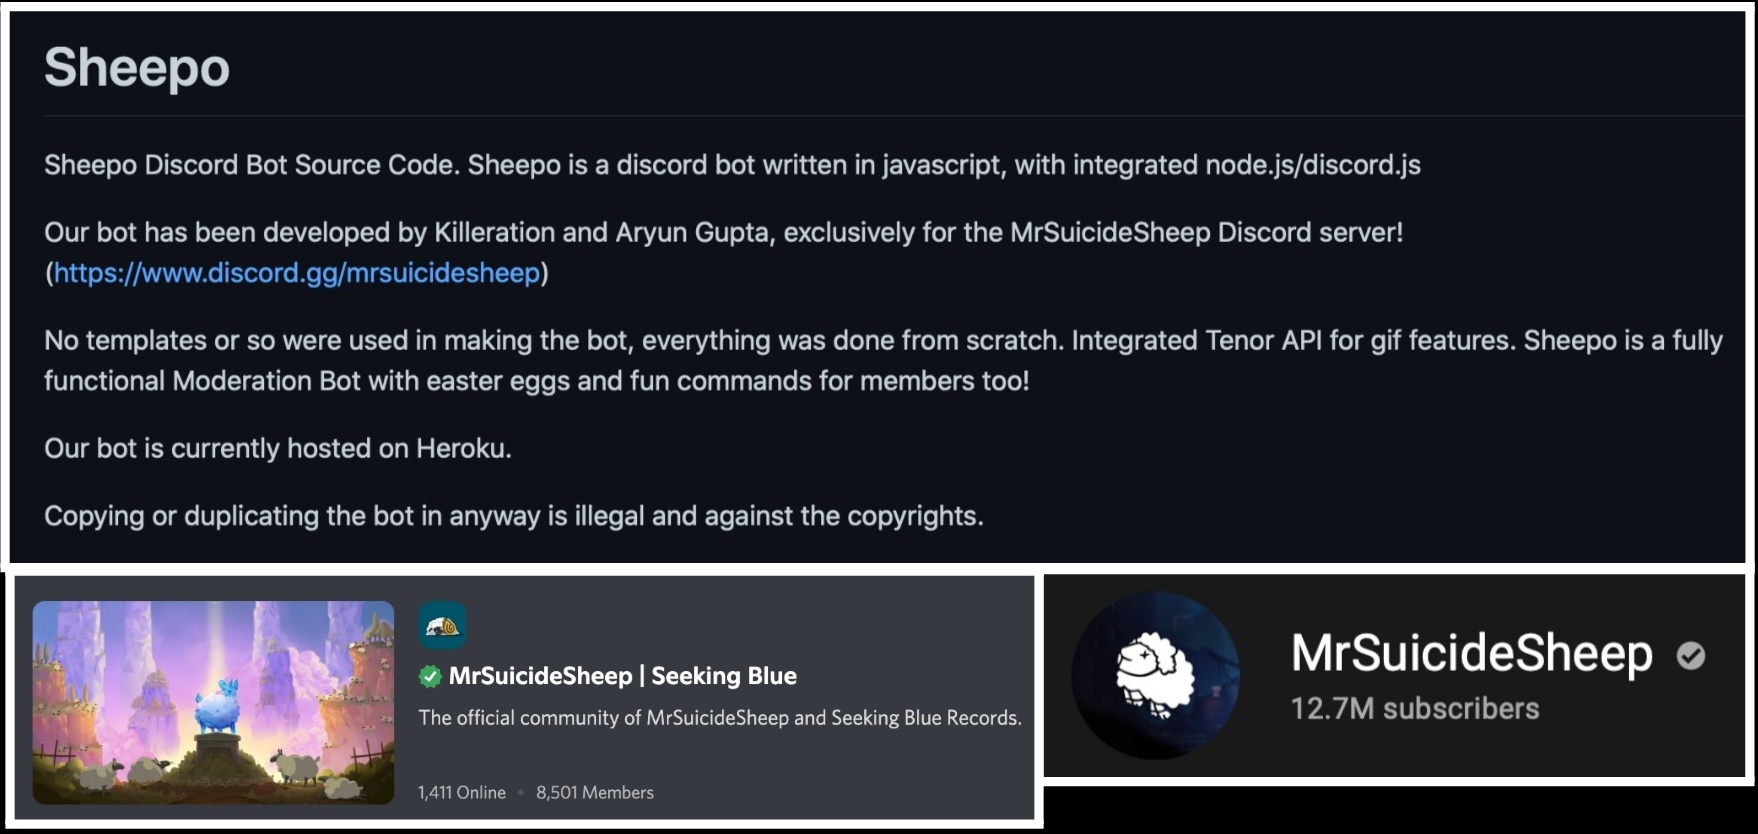 Sheepo
Sheepo Discord Bot Source Code. Sheepo is a discord bot written in javascript, with integrated node.js/discord.js
Our bot has been developed by Killeration and Aryun Gupta, exclusively for the MrSuicideSheep Discord server!
(https://www.discord.gg/mrsuicidesheep)
No templates or so were used in making the bot, everything was done from scratch. Integrated Tenor API for gif features. Sheepo is a fully
functional Moderation Bot with easter eggs and fun commands for members too!
Our bot is currently hosted on Heroku.
Copying or duplicating the bot in anyway is illegal and against the copyrights.
MrSuicideSheep | Seeking Blue
The official community of MrSuicideSheep and Seeking Blue Records.
1,411 Online • 8,501 Members
MrSuicideSheep
12.7M subscribers